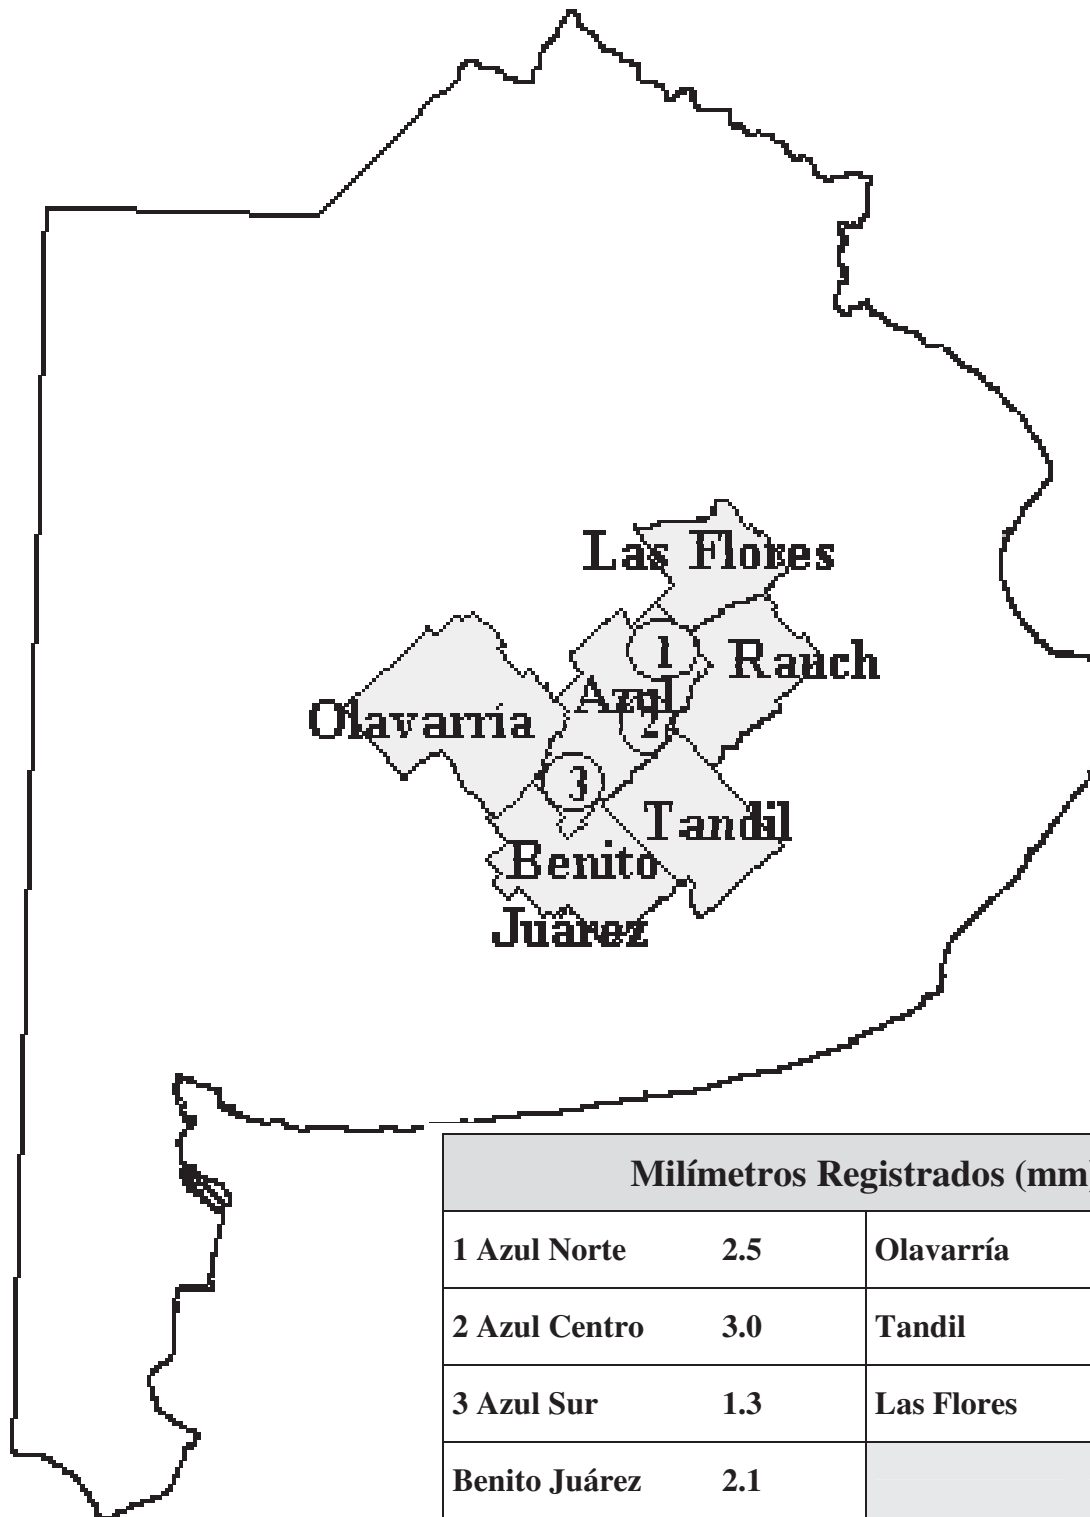 Las Flores
1
Rauch
Azul
2
Olavarría
3
Tandil
Benito
Juárez
Milímetros Registrados (mm)
1 Azul Norte 2.5 Olavarría
2 Azul Centro 3.0 Tandil
3 Azul Sur 1.3 Las Flores
Benito Juárez 2.1